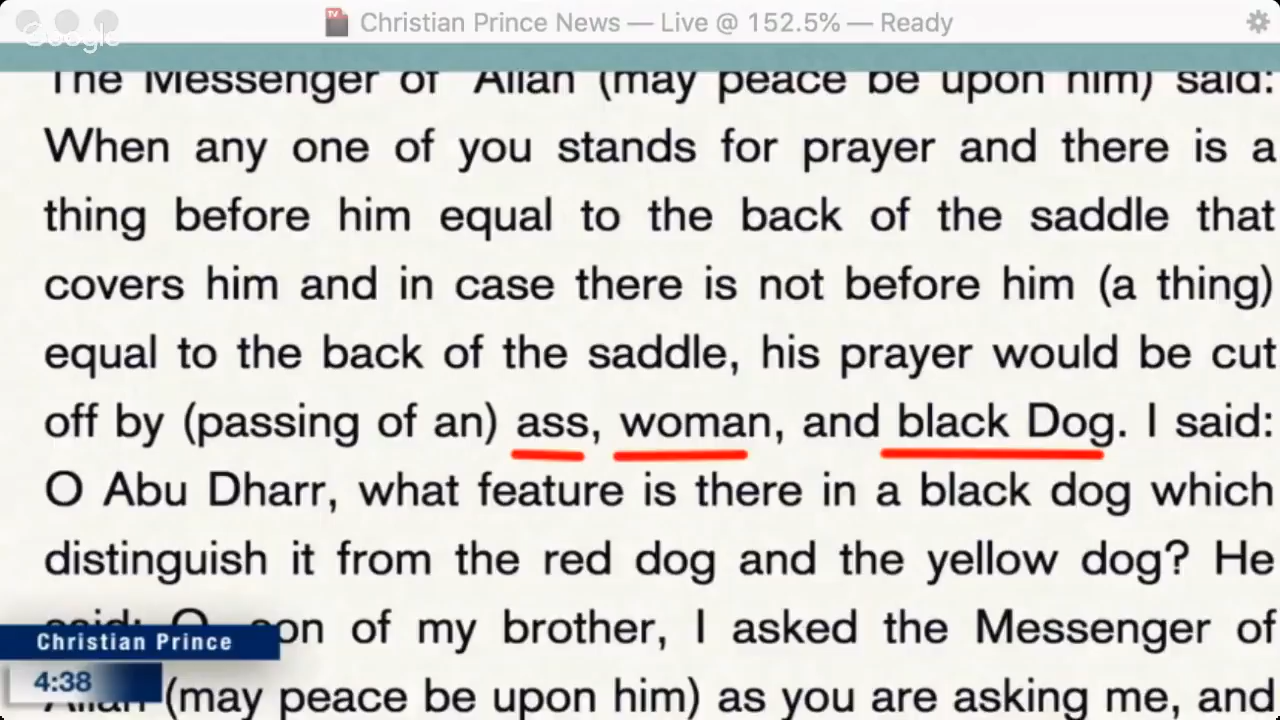 Christian Prince News — Live @ 152.5% — Ready
Google
The Messenger of Allah (may peace be upon him) said:
When any one of you stands for prayer and there is a
thing before him equal to the back of the saddle that
covers him and in case there is not before him (a thing)
equal to the back of the saddle, his prayer would be cut
off by (passing of an) ass, woman, and black Dog. I said:
O Abu Dharr, what feature is there in a black dog which
distinguish it from the red dog and the yellow dog? He
said: O, son of my brother, I asked the Messenger of
Allah (may peace be upon him) as you are asking me, and
Christian Prince
4:38